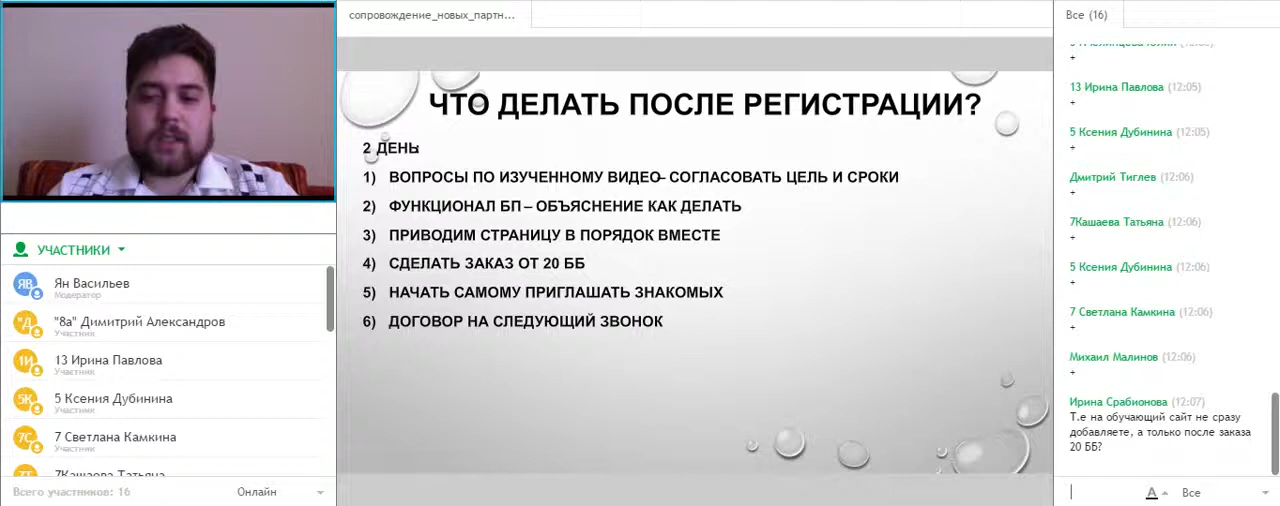 сопровождение_новых_партн...
Все (16)
ЧТО ДЕЛАТЬ ПОСЛЕ РЕГИСТРАЦИИ?
2 ДЕНЬ:
1) ВОПРОСЫ ПО ИЗУЧЕННОМУ ВИДЕО– СОГЛАСОВАТЬ ЦЕЛЬ И СРОКИ
2) ФУНКЦИОНАЛ БП – ОБЪЯСНЕНИЕ КАК ДЕЛАТЬ
3) ПРИВОДИМ СТРАНИЦУ В ПОРЯДОК ВМЕСТЕ
4) СДЕЛАТЬ ЗАКАЗ ОТ 20 ББ
5) НАЧАТЬ САМОМУ ПРИГЛАШАТЬ ЗНАКОМЫХ
6) ДОГОВОР НА СЛЕДУЮЩИЙ ЗВОНОК
УЧАСТНИКИ
ЯВ
Ян Васильев
Модератор
"Д
"8а" Димитрий Александров
Участник
1И
13 Ирина Павлова
Участник
5К
5 Ксения Дубинина
Участник
7С
7 Светлана Камкина
Участник
7Кашаева Татьяна
Всего участников: 16
Онлайн
+
13 Ирина Павлова (12:05)
+
5 Ксения Дубинина (12:05)
+
Дмитрий Тиглев (12:06)
+
7Кашаева Татьяна (12:06)
+
5 Ксения Дубинина (12:06)
+
7 Светлана Камкина (12:06)
+
Михаил Малинов (12:06)
+
Ирина Срабионова (12:07)
Т.е на обучающий сайт не сразу
добавляете, а только после заказа
20 ББ?
A
Все